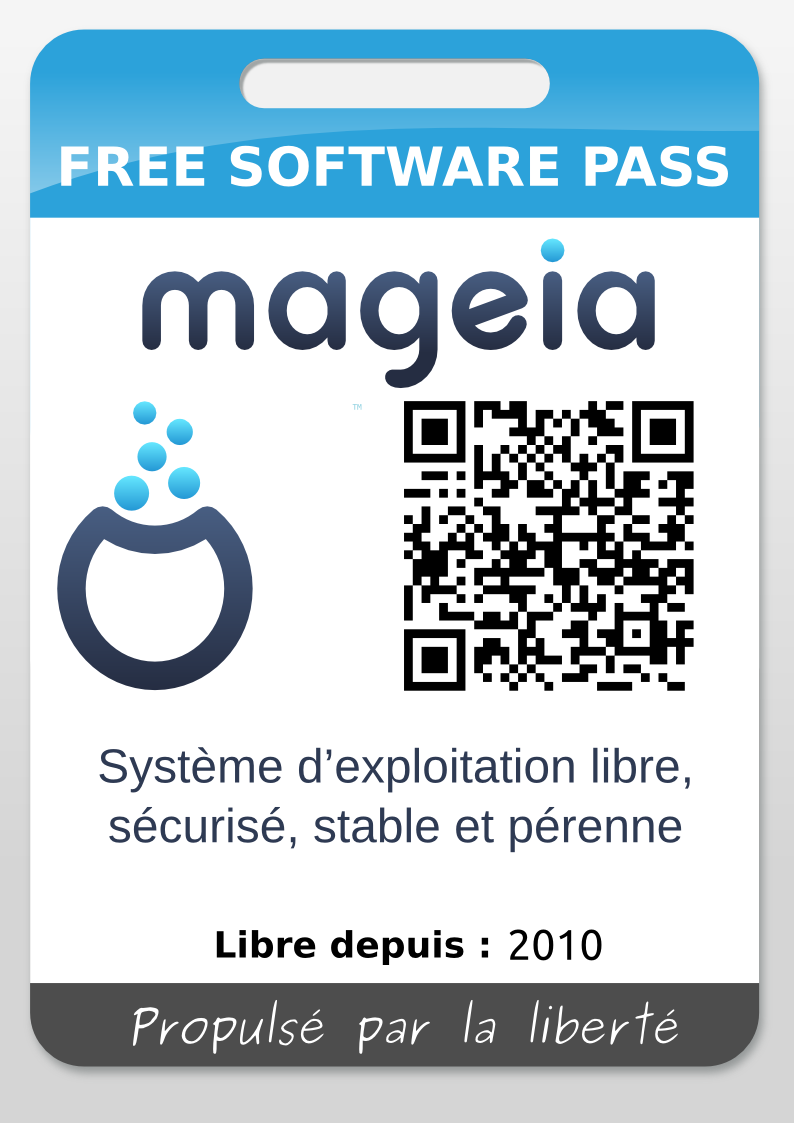 FREE SOFTWARE PASS
mageia
TM
Système d’exploitation libre,
sécurisé, stable et pérenne
Libre depuis : 2010
Propulsé par la liberté